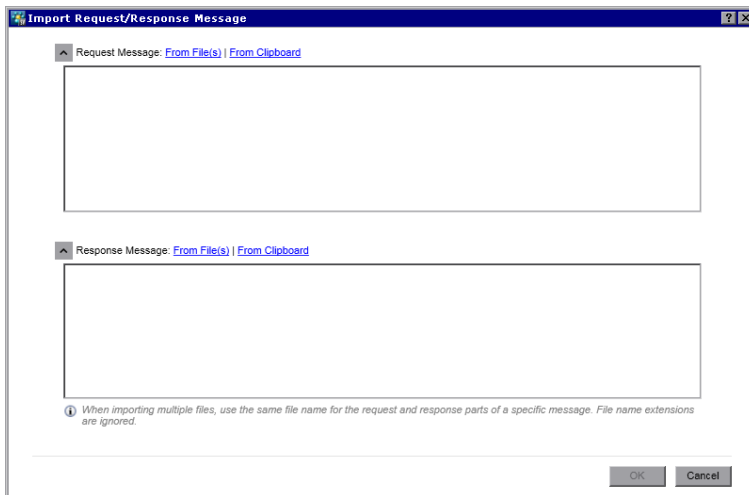 Import Request/Response Message
Request Message: From File(s) | From Clipboard
Response Message: From File(s) | From Clipboard
When importing multiple files, use the same file name for the request and response parts of a specific message. File name extensions
are ignored.
OK
Cancel